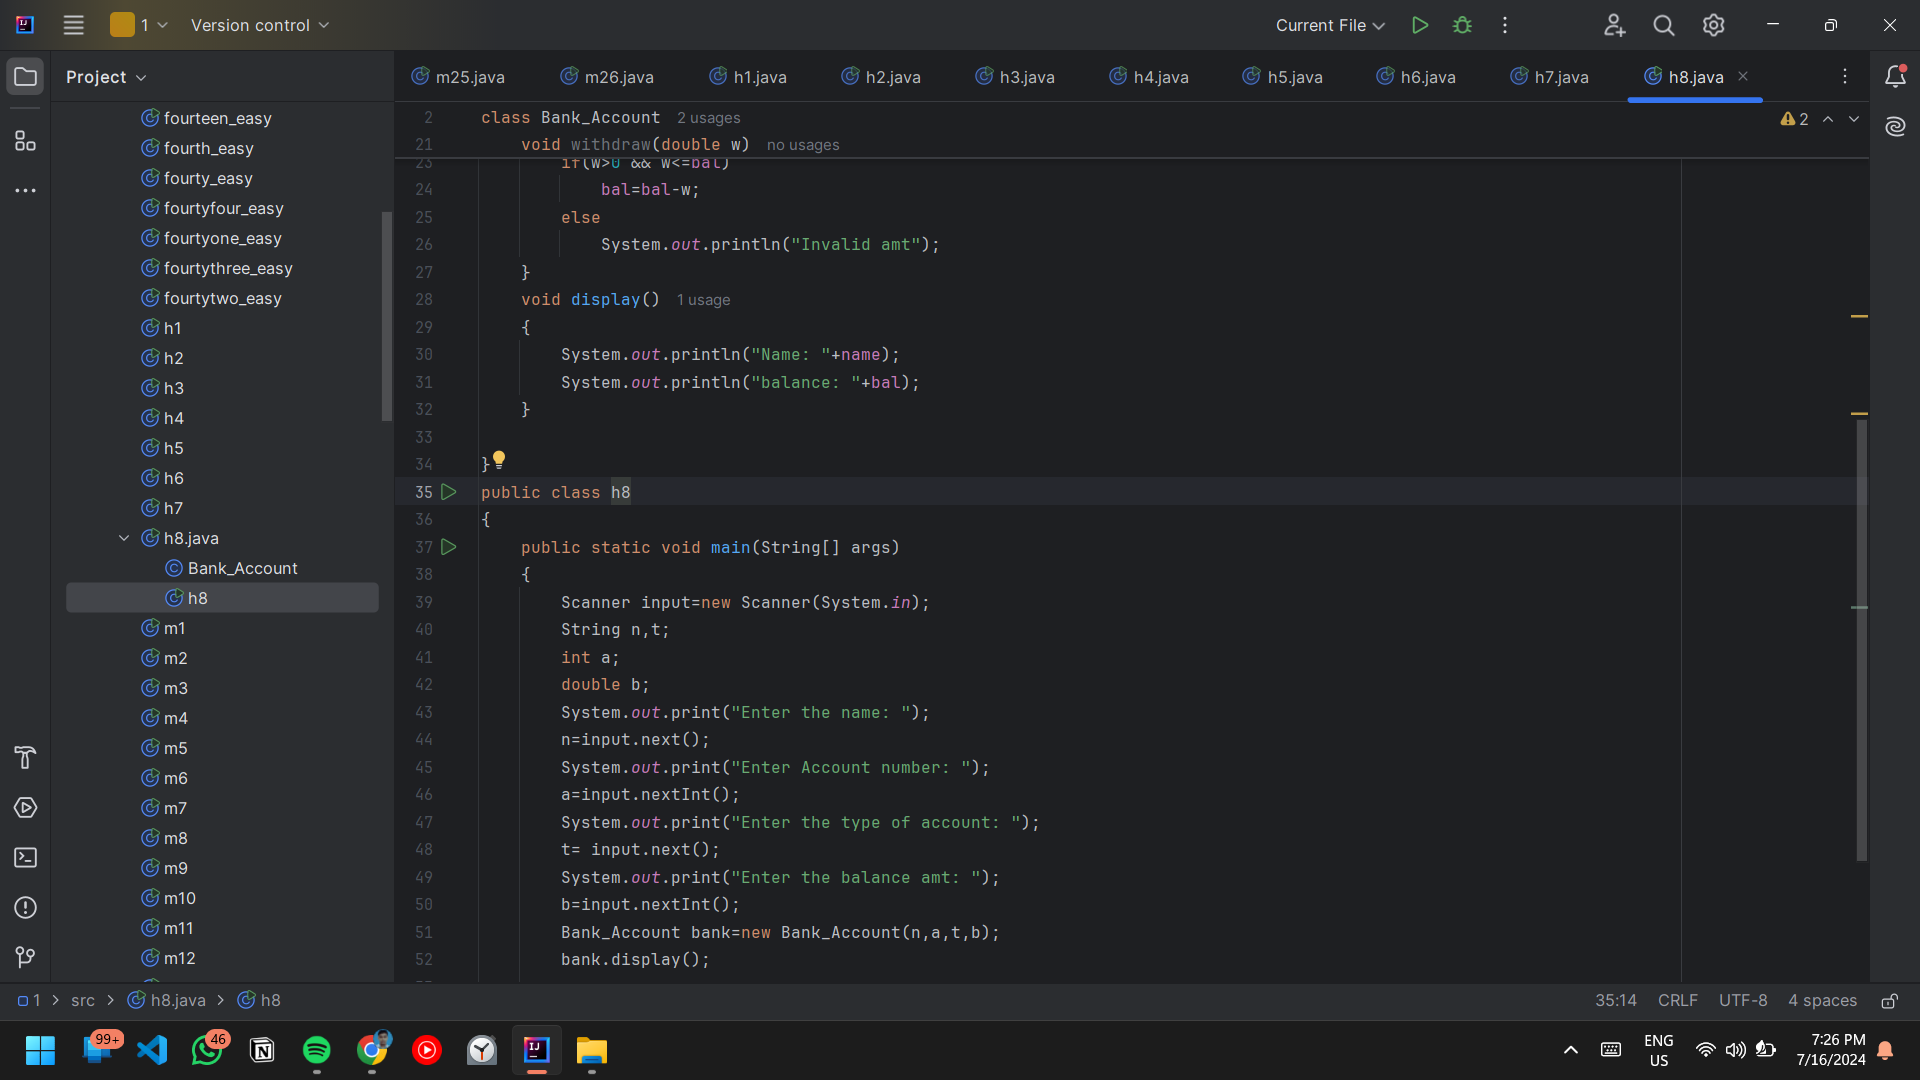 1
Version control
Current File
Project
m25.java
m26.java
h1.java
h2.java
h3.java
h4.java
h5.java
h6.java
h7.java
h8.java
fourteen_easy
fourth_easy
fourty_easy
fourtyfour_easy
fourtyone_easy
fourtythree_easy
fourtytwo_easy
h1
h2
h3
h4
h5
h6
h7
h8.java
Bank_Account
h8
m1
m2
m3
m4
m5
m6
m7
m8
m9
m10
m11
m12
2 class Bank_Account 2 usages
2
21 void withdraw(double w) no usages
23 if(w>0 && w<=bal)
24 bal=bal-w;
25 else
26 System.out.println("Invalid amt");
27 }
28 void display() 1 usage
29 {
30 System.out.println("Name: "+name);
31 System.out.println("balance: "+bal);
32 }
33
34 }
35 public class h8
36 {
37 public static void main(String[] args)
38 {
39 Scanner input=new Scanner(System.in);
40 String n,t;
41 int a;
42 double b;
43 System.out.print("Enter the name: ");
44 n=input.next();
45 System.out.print("Enter Account number: ");
46 a=input.nextInt();
47 System.out.print("Enter the type of account: ");
48 t= input.next();
49 System.out.print("Enter the balance amt: ");
50 b=input.nextInt();
51 Bank_Account bank=new Bank_Account(n,a,t,b);
52 bank.display();
1 > src > h8.java > h8
35:14 CRLF UTF-8 4 spaces
99+
46
ENG
US
7:26 PM
7/16/2024